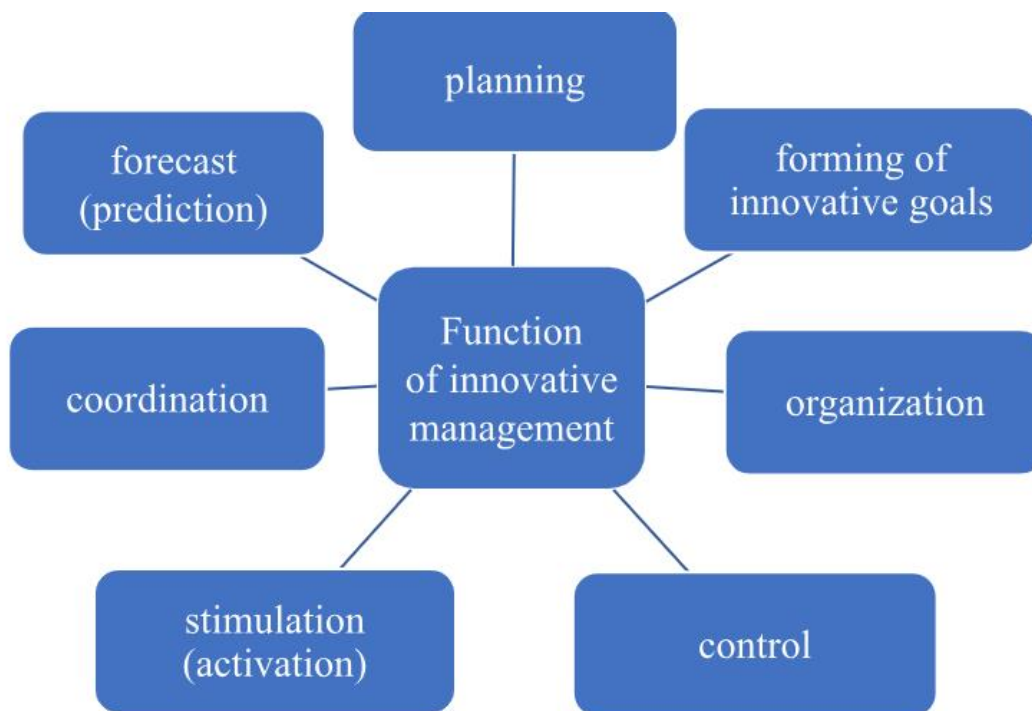 planning
forecast
(prediction)
forming of
innovative goals
Function
of innovative
management
coordination
organization
stimulation
(activation)
control